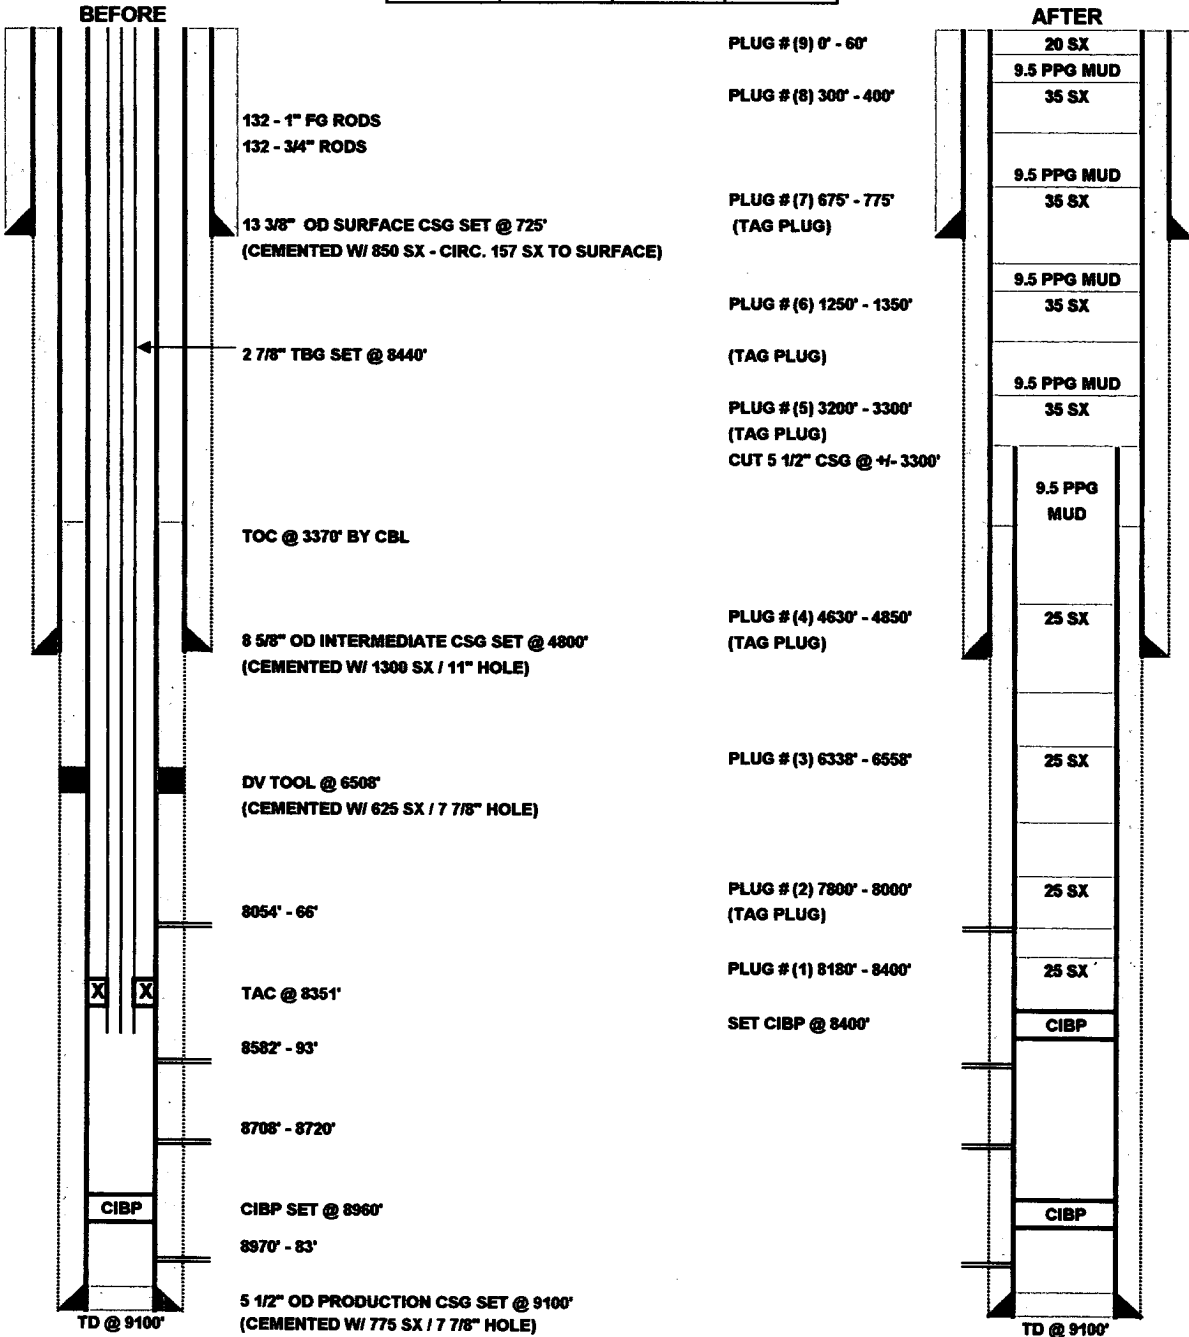 BEFORE
132 - 1" FG RODS
132 - 3/4" RODS
13 3/8" OD SURFACE CSG SET @ 725'
(CEMENTED W/ 850 SX - CIRC. 157 SX TO SURFACE)
2 7/8" TBG SET @ 8440'
TOC @ 3370' BY CBL
8 5/8" OD INTERMEDIATE CSG SET @ 4800'
(CEMENTED W/ 1300 SX / 11" HOLE)
DV TOOL @ 6508'
(CEMENTED W/ 625 SX / 7 7/8" HOLE)
8054' - 66'
X X
TAC @ 8351'
8582' - 93'
8708' - 8720'
CIBP
CIBP SET @ 8960'
8970' - 83'
5 1/2" OD PRODUCTION CSG SET @ 9100'
(CEMENTED W/ 775 SX / 7 7/8" HOLE)
TD @ 9100'
AFTER
PLUG # (9) 0' - 60'
20 SX
9.5 PPG MUD
PLUG # (8) 300' - 400'
35 SX
9.5 PPG MUD
PLUG # (7) 675' - 775'
35 SX
(TAG PLUG)
9.5 PPG MUD
PLUG # (6) 1250' - 1350'
35 SX
(TAG PLUG)
9.5 PPG MUD
PLUG # (5) 3200' - 3300'
35 SX
(TAG PLUG)
CUT 5 1/2" CSG @ +/- 3300'
9.5 PPG
MUD
PLUG # (4) 4630' - 4850'
25 SX
(TAG PLUG)
PLUG # (3) 6338' - 6558'
25 SX
PLUG # (2) 7800' - 8000'
25 SX
(TAG PLUG)
PLUG # (1) 8180' - 8400'
25 SX
SET CIBP @ 8400'
CIBP
CIBP
TD @ 9100'